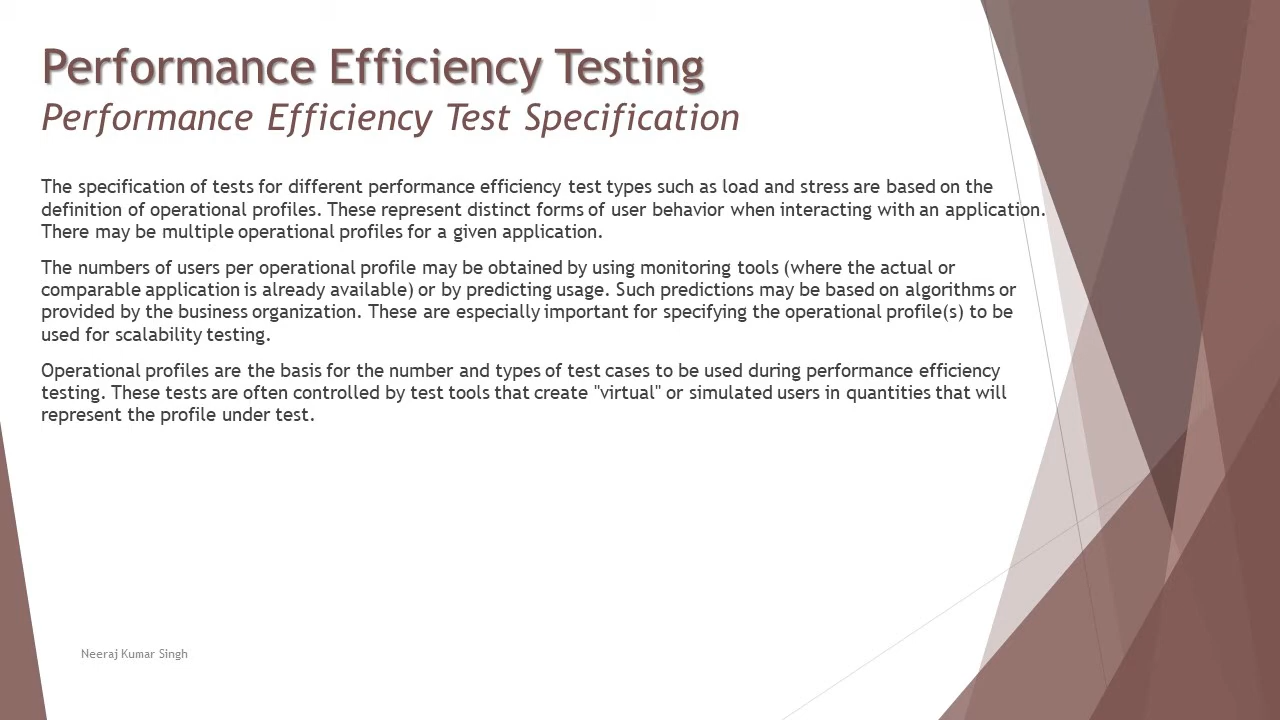 Performance Efficiency Testing
Performance Efficiency Test Specification
The specification of tests for different performance efficiency test types such as load and stress are based on the
definition of operational profiles. These represent distinct forms of user behavior when interacting with an application.
There may be multiple operational profiles for a given application.
The numbers of users per operational profile may be obtained by using monitoring tools (where the actual or
comparable application is already available) or by predicting usage. Such predictions may be based on algorithms or
provided by the business organization. These are especially important for specifying the operational profile(s) to be
used for scalability testing.
Operational profiles are the basis for the number and types of test cases to be used during performance efficiency
testing. These tests are often controlled by test tools that create "virtual" or simulated users in quantities that will
represent the profile under test.
Neeraj Kumar Singh